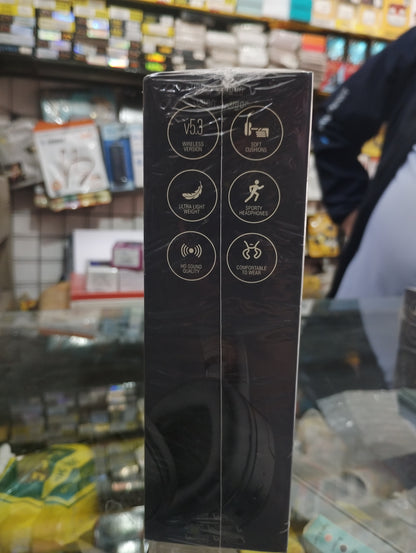 V5.3
WIRELESS
VERSION
SOFT
CUSHIONS
ULTRA LIGHT
WEIGHT
SPORTY
HEADPHONES
HD SOUND
QUALITY
COMFORTABLE
TO WEAR